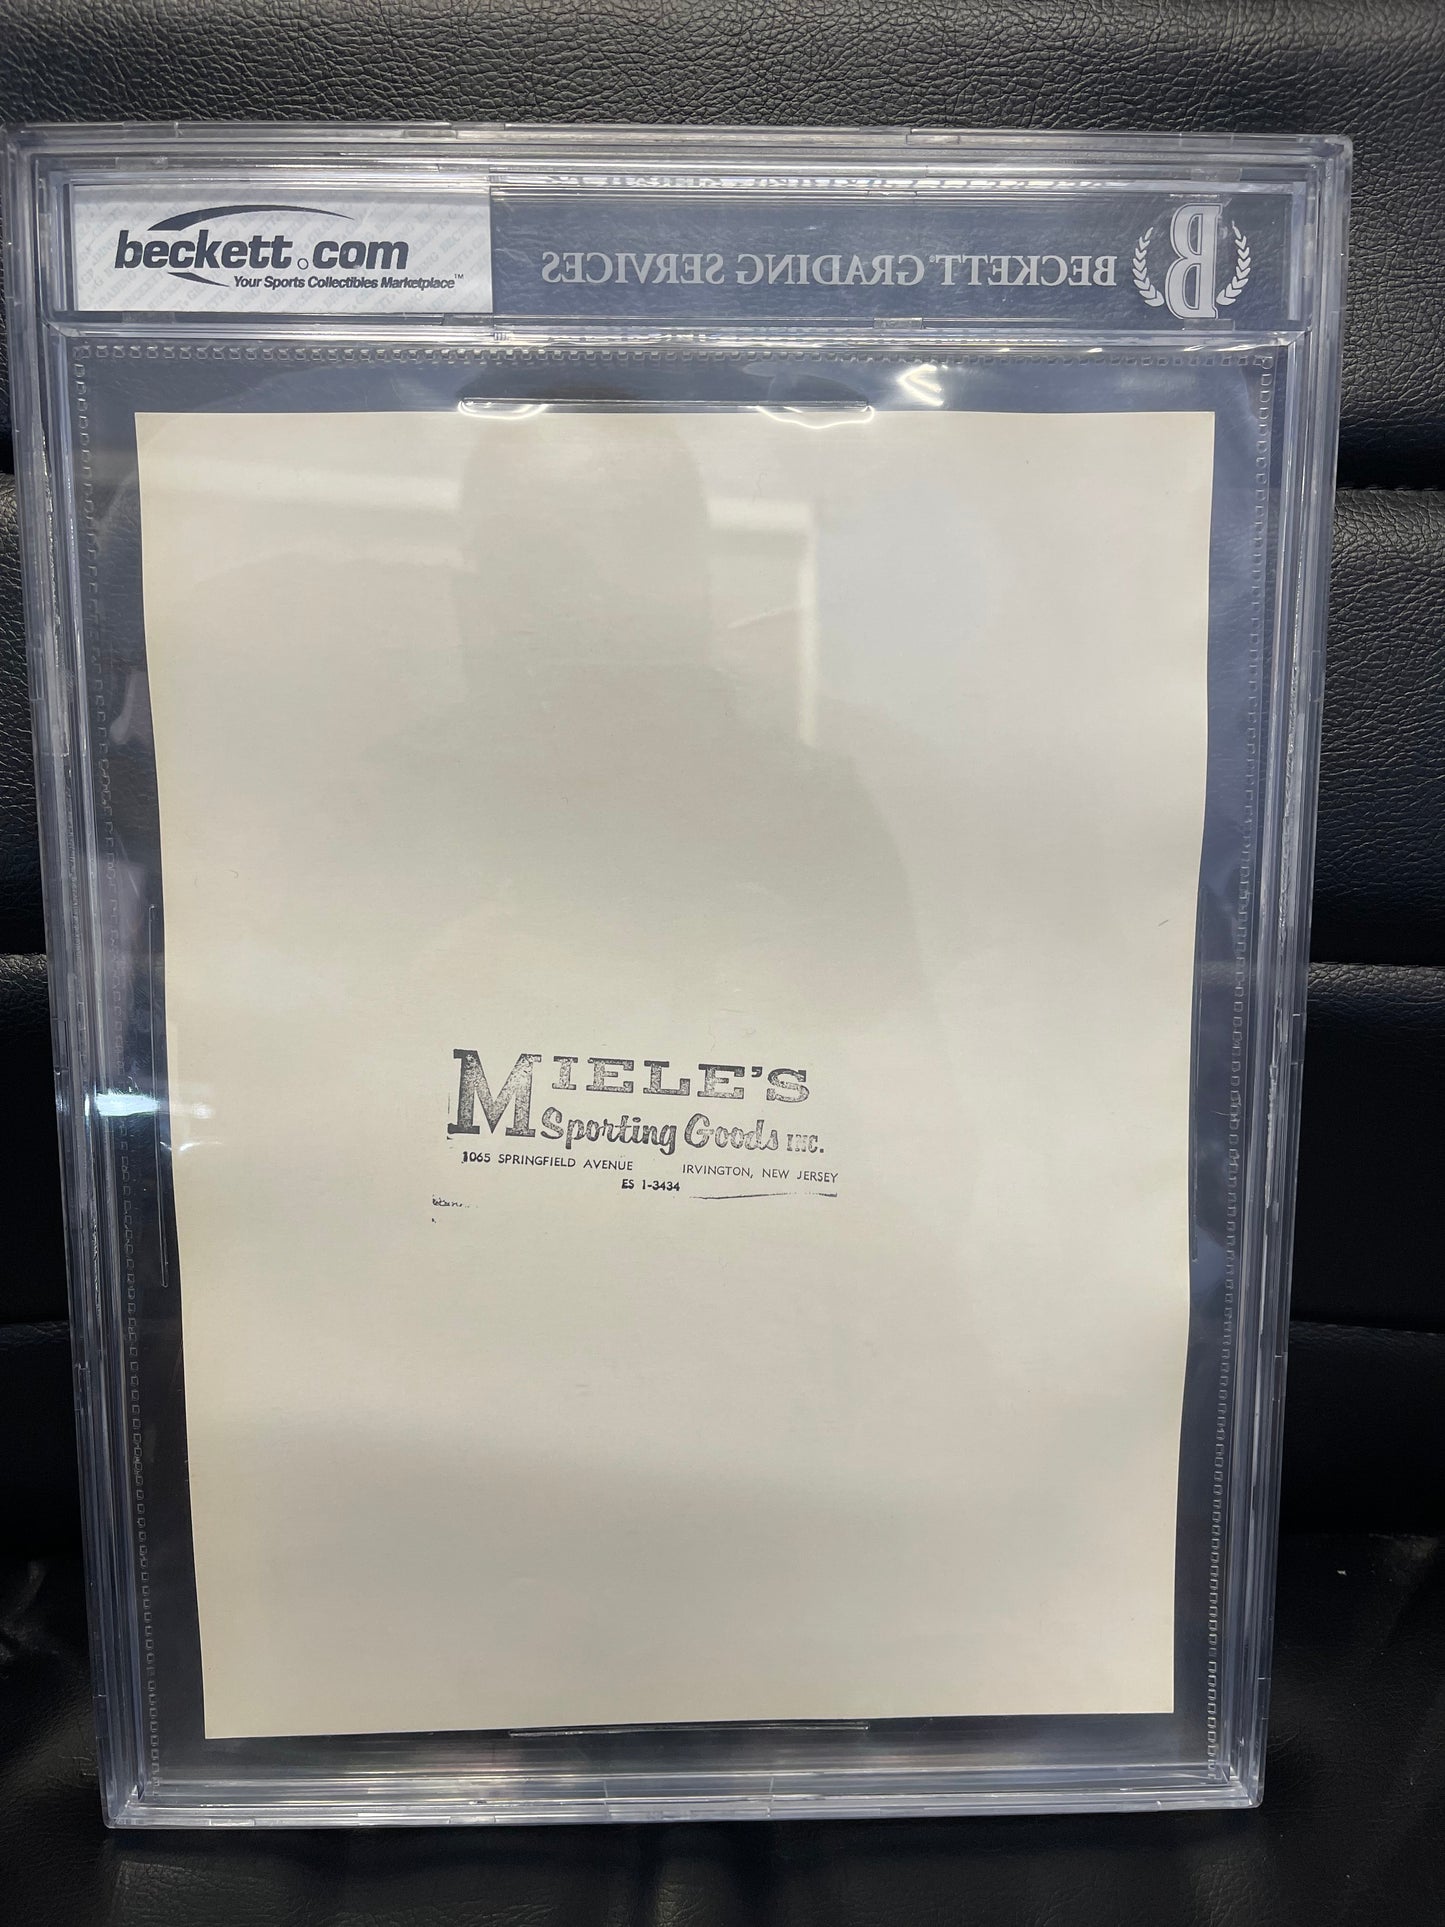 beckett.com
Your Sports Collectibles Marketplace™
BECKETT GRADING SERVICES
B
MIELE'S
Sporting Goods INC.
1065 SPRINGFIELD AVENUE IRVINGTON, NEW JERSEY
ES 1-3434